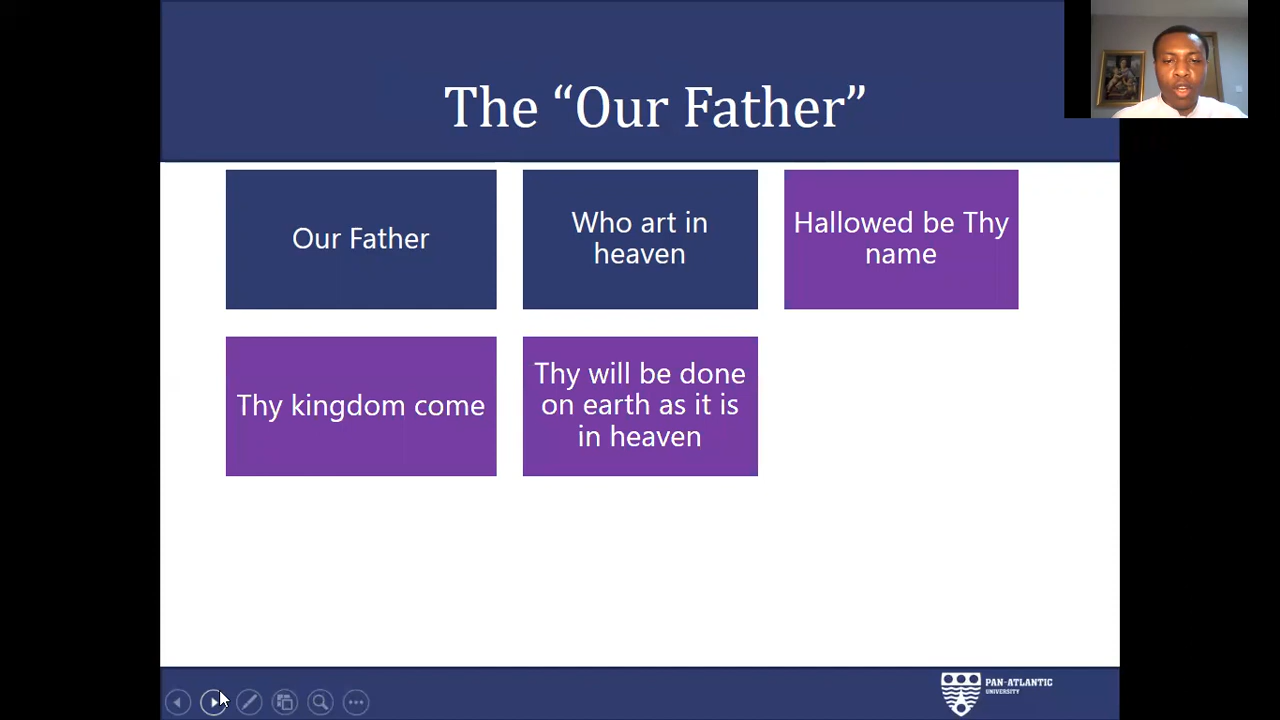 The “Our Father”
Our Father
Who art in
heaven
Hallowed be Thy
name
Thy kingdom come
Thy will be done
on earth as it is
in heaven
PAN-ATLANTIC
UNIVERSITY